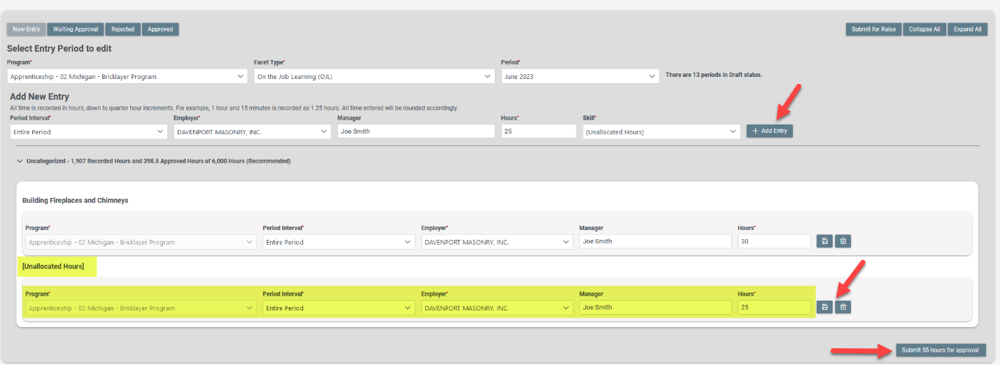 New Entry Waiting Approval Rejected Approved Submit for Raise Collapse All Expand All
Select Entry Period to edit
Program* Facet Type* Period*
Apprenticeship - 02 Michigan - Bricklayer Program On the Job Learning (OJL) June 2023 There are 13 periods in Draft status.
Add New Entry
All time is recorded in hours, down to quarter hour increments. For example, 1 hour and 15 minutes is recorded as 1.25 hours. All time entered will be rounded accordingly.
Period Interval* Employer* Manager Hours* Skill*
Entire Period DAVENPORT MASONRY, INC. Joe Smith 25 [Unallocated Hours] + Add Entry
Uncategorized - 1,907 Recorded Hours and 398.5 Approved Hours of 6,000 Hours (Recommended)
Building Fireplaces and Chimneys
Program* Period Interval* Employer* Manager Hours*
Apprenticeship - 02 Michigan - Bricklayer Program Entire Period DAVENPORT MASONRY, INC. Joe Smith 30
[Unallocated Hours]
Program* Period Interval* Employer* Manager Hours*
Apprenticeship - 02 Michigan - Bricklayer Program Entire Period DAVENPORT MASONRY, INC. Joe Smith 25
Submit 55 hours for approval